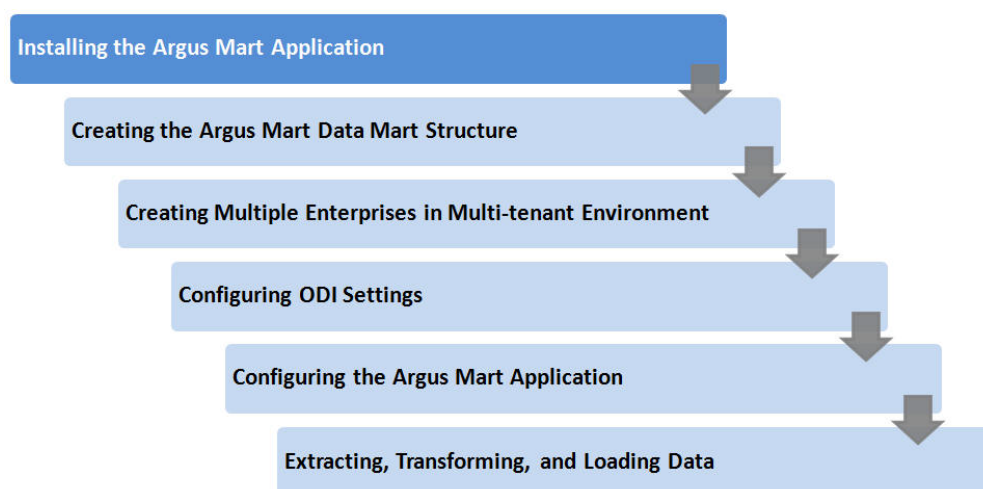 Installing the Argus Mart Application
Creating the Argus Mart Data Mart Structure
Creating Multiple Enterprises in Multi-tenant Environment
Configuring ODI Settings
Configuring the Argus Mart Application
Extracting, Transforming, and Loading Data